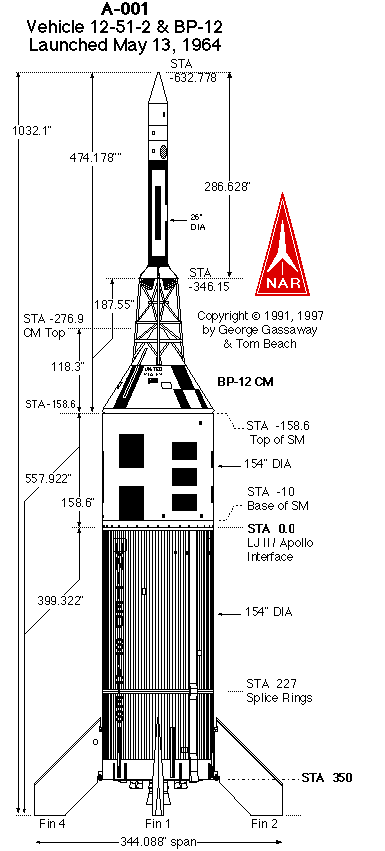 A-001
Vehicle 12-51-2 & BP-12
Launched May 13, 1964
STA
-632.778
1032.1"
474.178""
286.628"
26"
DIA
STA
-346.15
NAR
187.55"
STA -276.9
CM Top
Copyright © 1991, 1997
by George Gassaway
& Tom Beach
118.3"
UNITED
STATES
BP-12 CM
STA-158.6
STA -158.6
Top of SM
154" DIA
557.922"
STA -10
Base of SM
158.6"
STA 0.0
LJ II / Apollo
Interface
UNITED STATES
399.322"
154" DIA
STA 227
Splice Rings
STA 350
Fin 4
Fin 1
Fin 2
344.088" span